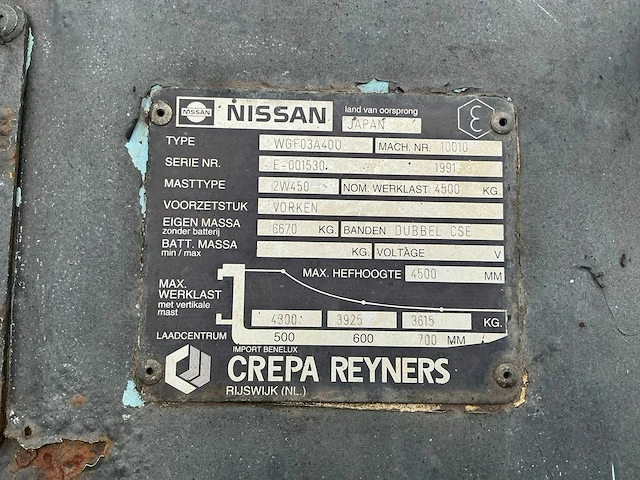 NISSAN NISSAN land van oorsprong
JAPAN
TYPE WGF03A40U MACH. NR. 10010
SERIE NR. E-001530 1991
MASTTYPE 2W450 NOM. WERKLAST 4500 KG.
VOORZETSTUK VORKEN
EIGEN MASSA 6670 KG. BANDEN DUBBEL CSE
zonder batterij
BATT. MASSA KG. VOLTAGE V
min / max
MAX. HEFHOOGTE 4500 MM
MAX.
WERKLAST
met vertikale
mast
4300 3925 3615 KG.
LAADCENTRUM 500 600 700 MM
IMPORT BENELUX
CREPA REYNERS
RIJSWIJK (NL.)